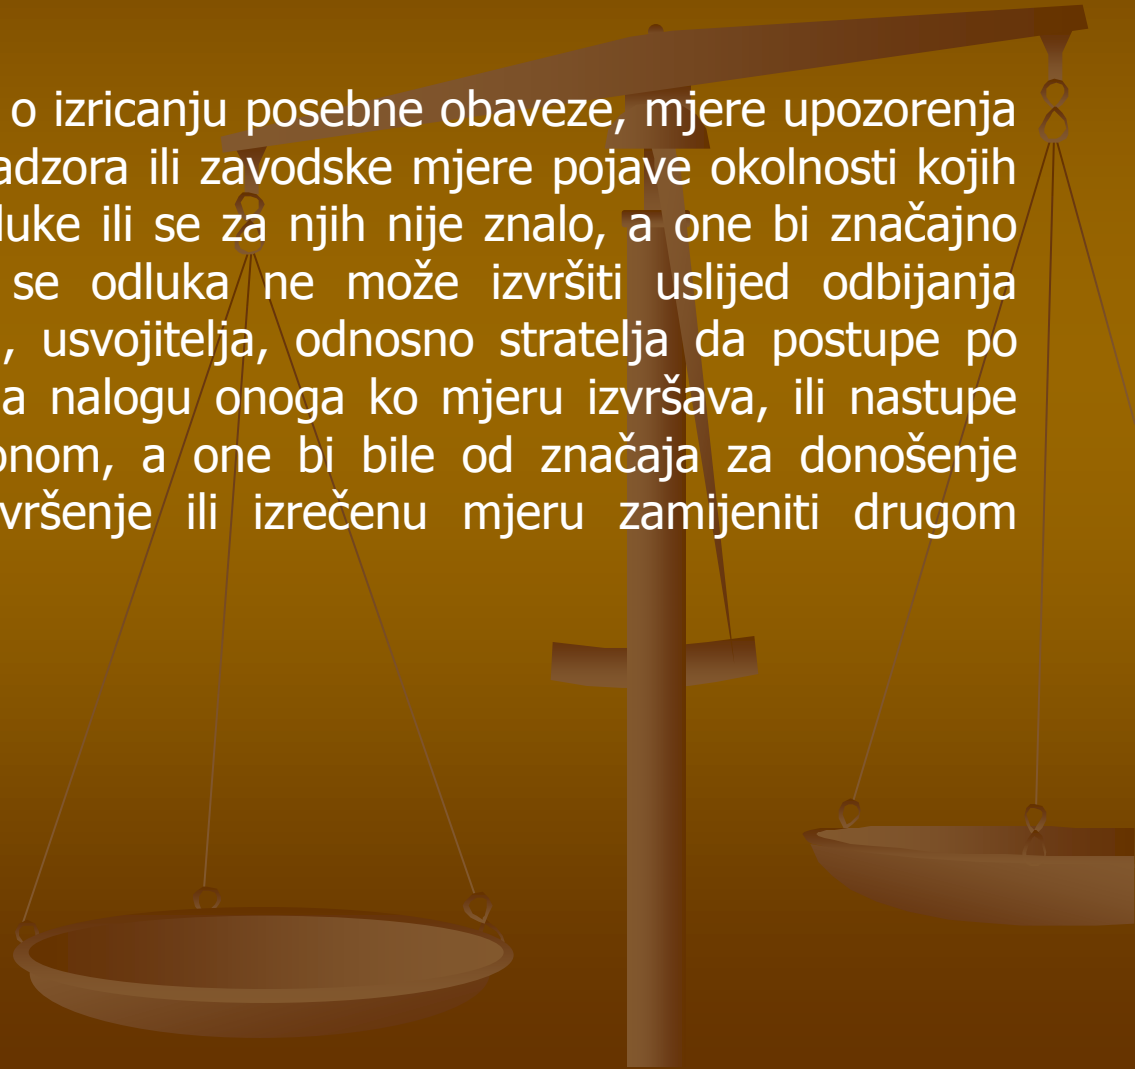 o izricanju posebne obaveze, mjere upozorenja
adzora ili zavodske mjere pojave okolnosti kojih
luke ili se za njih nije znalo, a one bi značajno
se odluka ne može izvršiti uslijed odbijanja
, usvojitelja, odnosno stratelja da postupe po
a nalogu onoga ko mjeru izvršava, ili nastupe
onom, a one bi bile od značaja za donošenje
vršenje ili izrečenu mjeru zamijeniti drugom